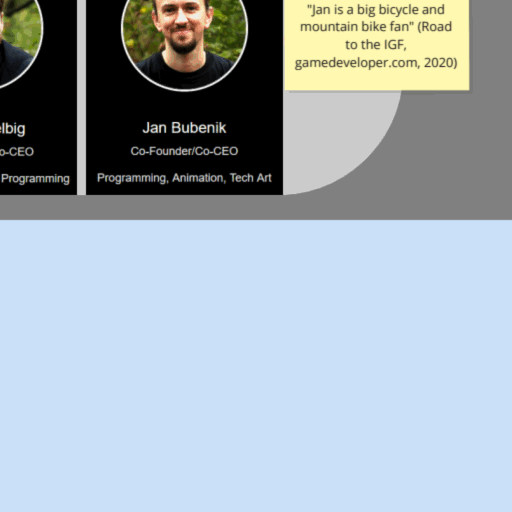 "Jan is a big bicycle and
mountain bike fan" (Road
to the IGF,
gamedeveloper.com, 2020)
elbig
o-CEO
Programming
Jan Bubenik
Co-Founder/Co-CEO
Programming, Animation, Tech Art